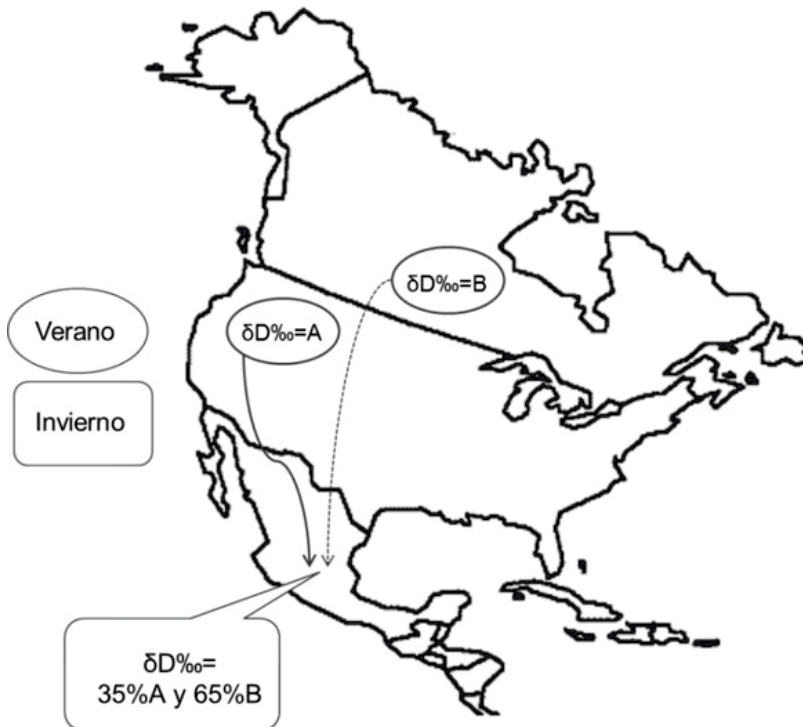 δD‰=B
Verano
δD‰=A
Invierno
δD‰=
35%A y 65%B